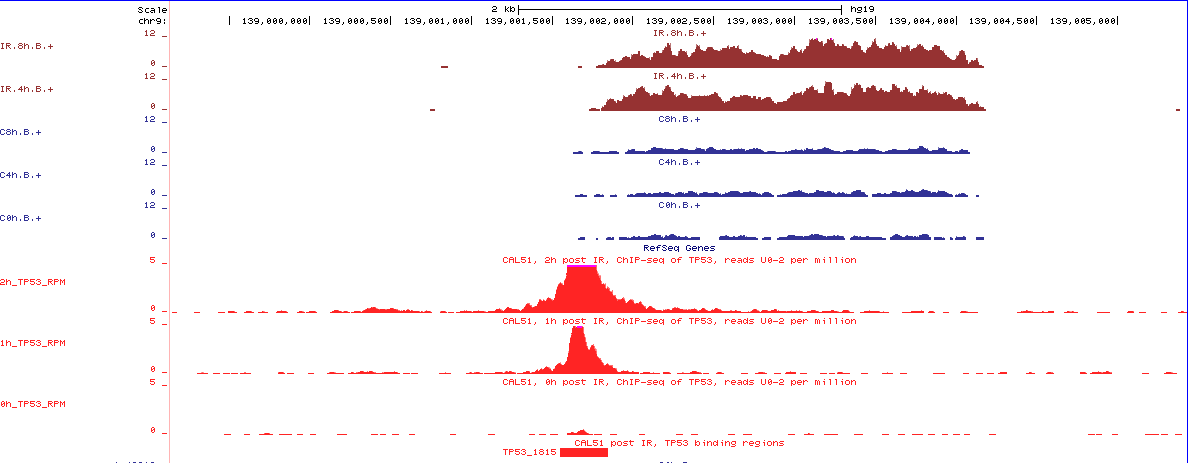 Scale 2 kb hg19
chr9: 139,000,000 139,000,500 139,001,000 139,001,500 139,002,000 139,002,500 139,003,000 139,003,500 139,004,000 139,004,500 139,005,000
IR.8h.B.+
12 _
IR.8h.B.+
0 _
IR.4h.B.+
12 _
IR.4h.B.+
0 _
C8h.B.+
12 _
C8h.B.+
0 _
C4h.B.+
12 _
C4h.B.+
0 _
C0h.B.+
12 _
C0h.B.+
0 _
RefSeq Genes
CAL51, 2h post IR, ChIP-seq of TP53, reads U0-2 per million
5 _
2h_TP53_RPM
0 _
CAL51, 1h post IR, ChIP-seq of TP53, reads U0-2 per million
5 _
1h_TP53_RPM
0 _
CAL51, 0h post IR, ChIP-seq of TP53, reads U0-2 per million
5 _
0h_TP53_RPM
0 _
CAL51 post IR, TP53 binding regions
TP53_1815